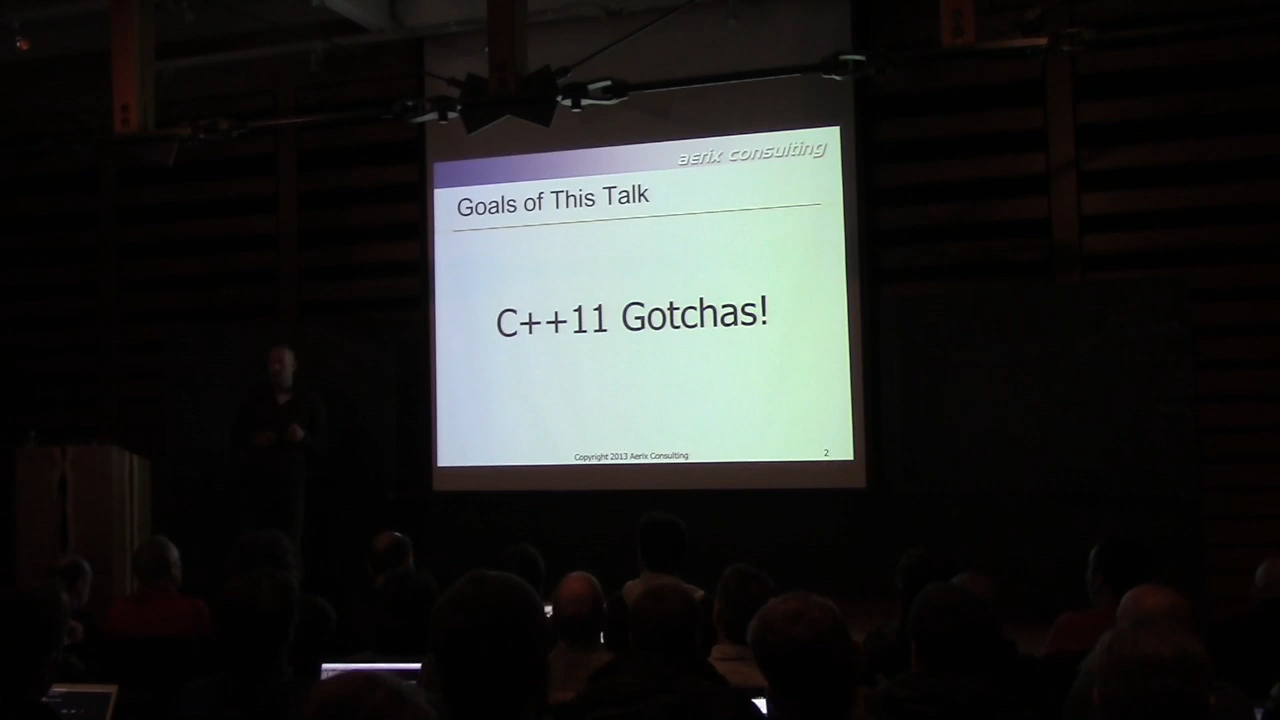 aerix consulting
Goals of This Talk
C++11 Gotchas!
Copyright 2013 Aerix Consulting
2